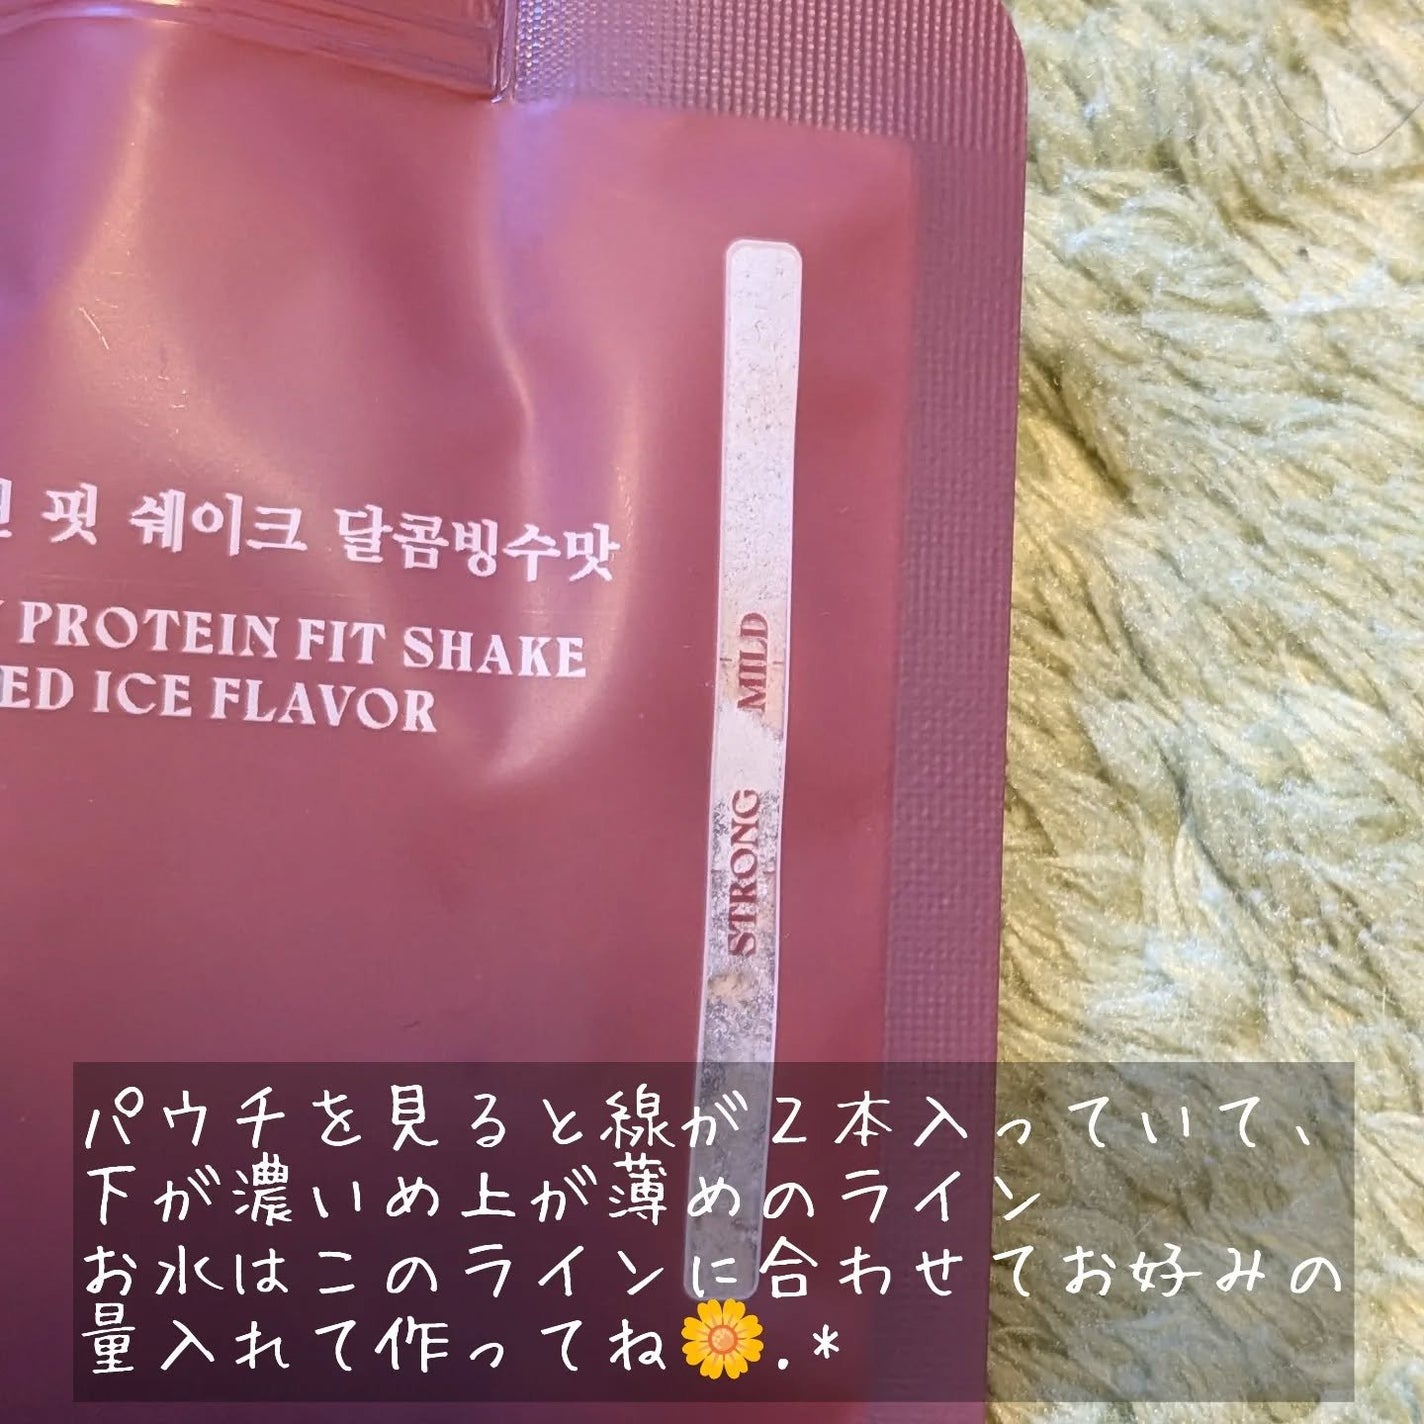 핏 쉐이크 달콤빙수맛
PROTEIN FIT SHAKE
ED ICE FLAVOR
MILD
STRONG
パウチを見ると線が2本入っていて、
下が濃いめ上が薄めのライン
お水はこのラインに合わせてお好みの
量入れて作ってね🌼.*